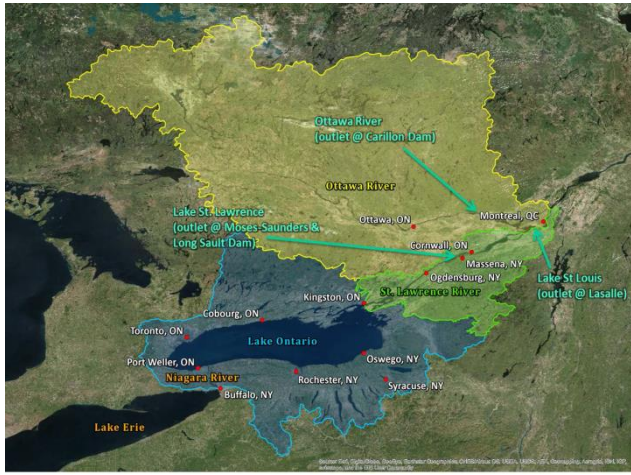 Ottawa River
(outlet @ Carillon Dam)
Ottawa River
Lake St. Lawrence
(outlet @ Moses-Saunders &
Long Sault Dam)
Ottawa, ON
Montreal, QC
Cornwall, ON
Massena, NY
Ogdensburg, NY
Lake St Louis
(outlet @ Lasalle)
St. Lawrence River
Kingston, ON
Cobourg, ON
Toronto, ON
Lake Ontario
Port Weller, ON
Oswego, NY
Niagara River
Rochester, NY
Syracuse, NY
Buffalo, NY
Lake Erie